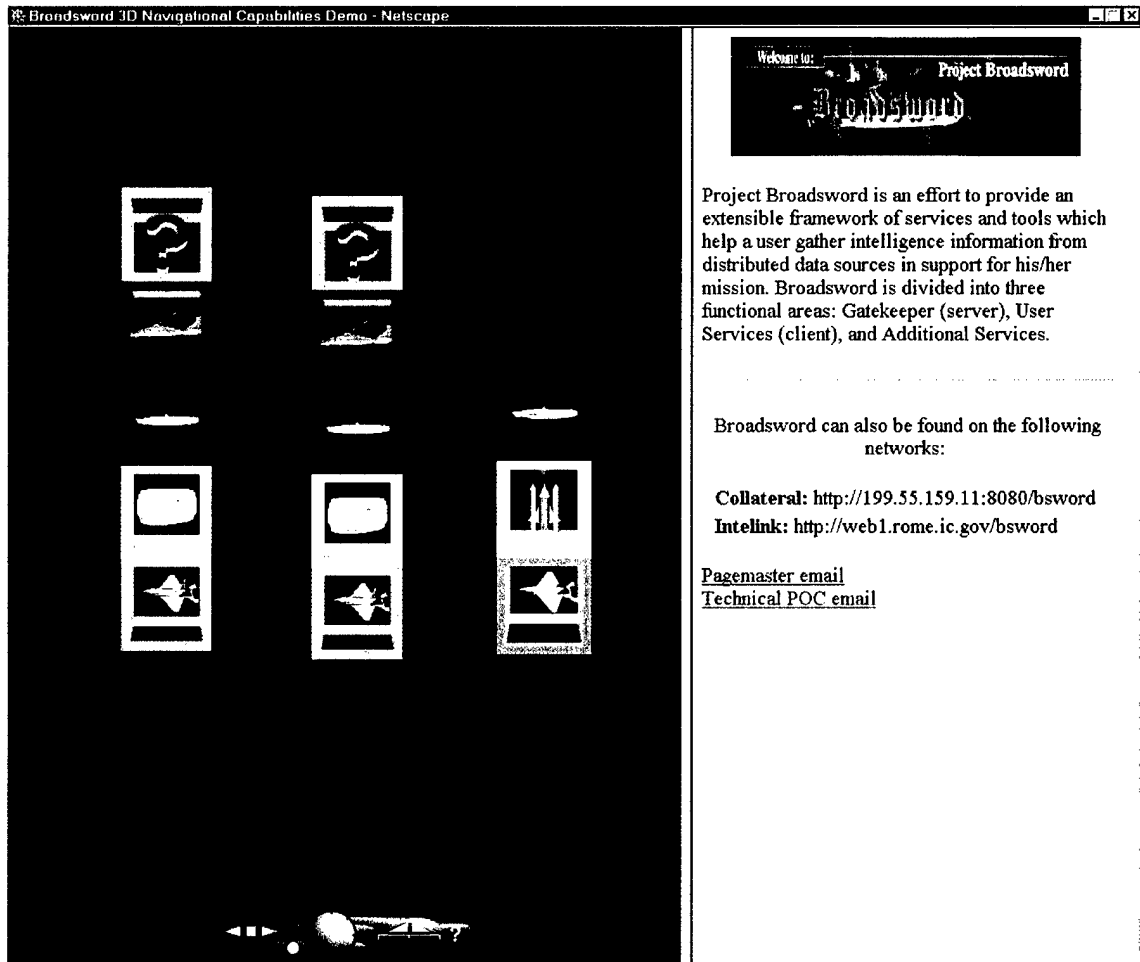 Broadsword 3D Navigational Capabilities Demo - Netscape
Welcome to:
Project Broadsword
- Broadsword
Project Broadsword is an effort to provide an
extensible framework of services and tools which
help a user gather intelligence information from
distributed data sources in support for his/her
mission. Broadsword is divided into three
functional areas: Gatekeeper (server), User
Services (client), and Additional Services.
Broadsword can also be found on the following
networks:
Collateral: http://199.55.159.11:8080/bsword
Intelink: http://web1.rome.ic.gov/bsword
Pagemaster email
Technical POC email
?